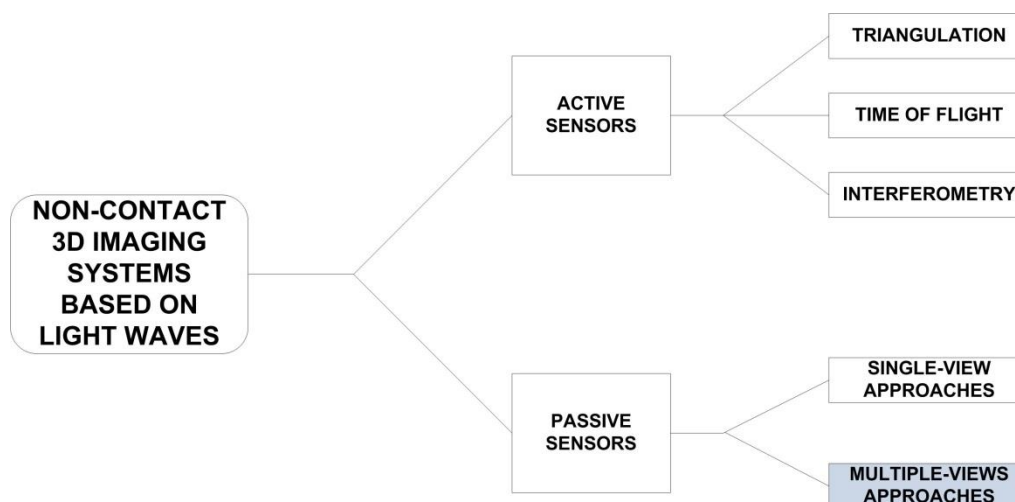 NON-CONTACT
3D IMAGING
SYSTEMS
BASED ON
LIGHT WAVES
ACTIVE
SENSORS
TRIANGULATION
TIME OF FLIGHT
INTERFEROMETRY
PASSIVE
SENSORS
SINGLE-VIEW
APPROACHES
MULTIPLE-VIEWS
APPROACHES